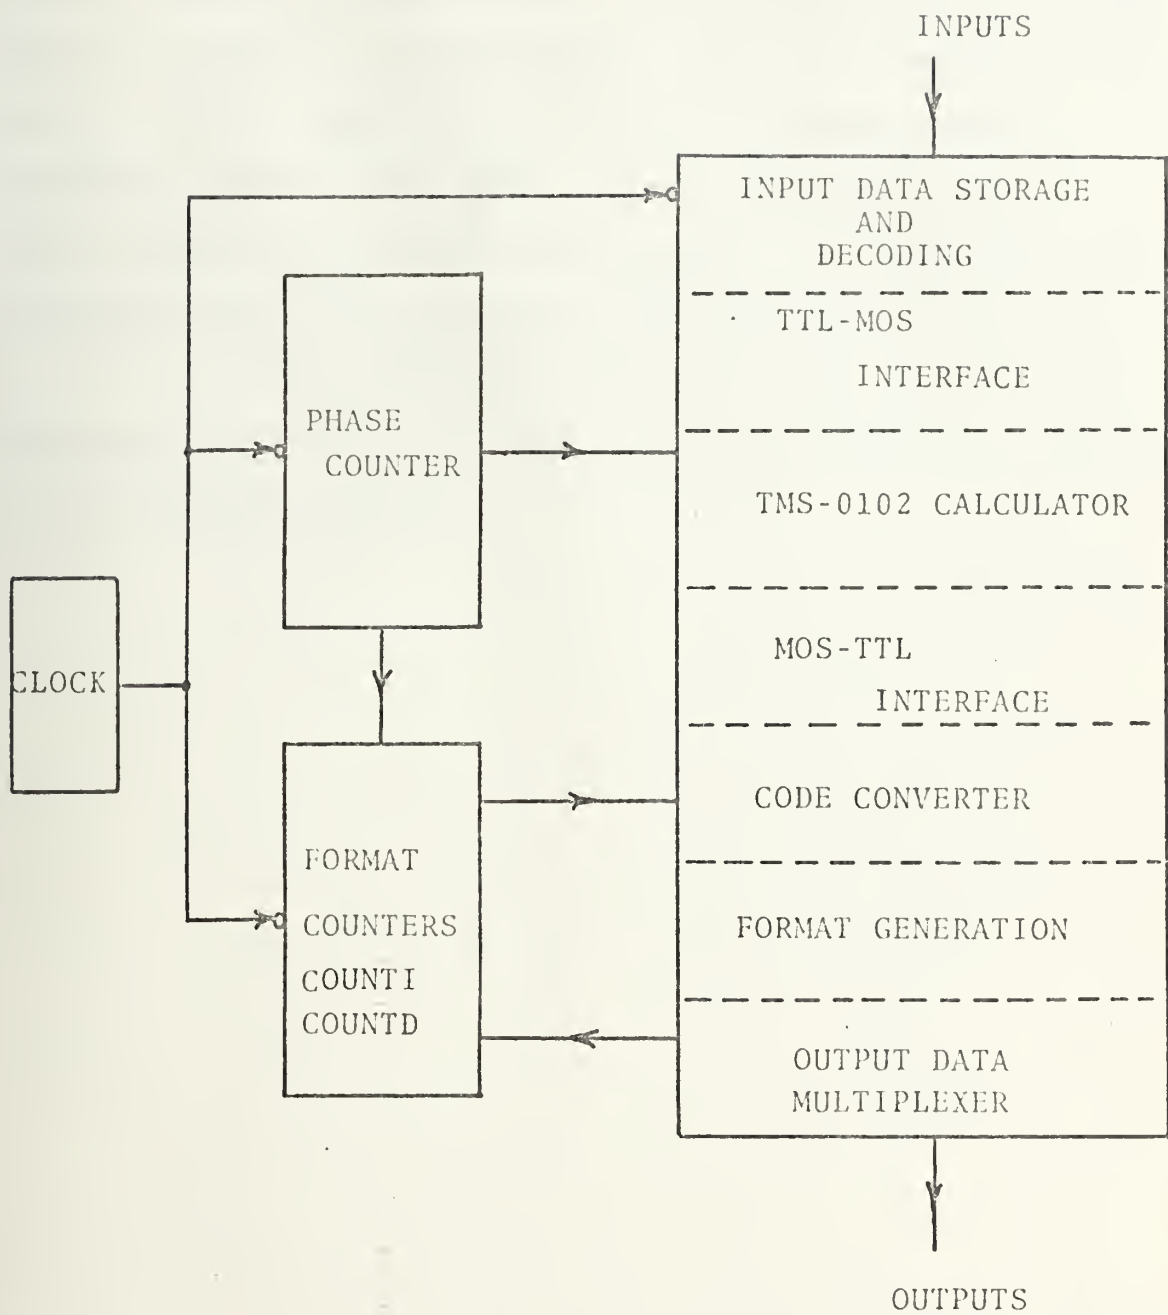 INPUTS
INPUT DATA STORAGE
AND
DECODING
TTL-MOS
INTERFACE
PHASE
COUNTER
TMS-0102 CALCULATOR
CLOCK
MOS-TTL
INTERFACE
FORMAT
COUNTERS
COUNTI
COUNTD
CODE CONVERTER
FORMAT GENERATION
OUTPUT DATA
MULTIPLEXER
OUTPUTS